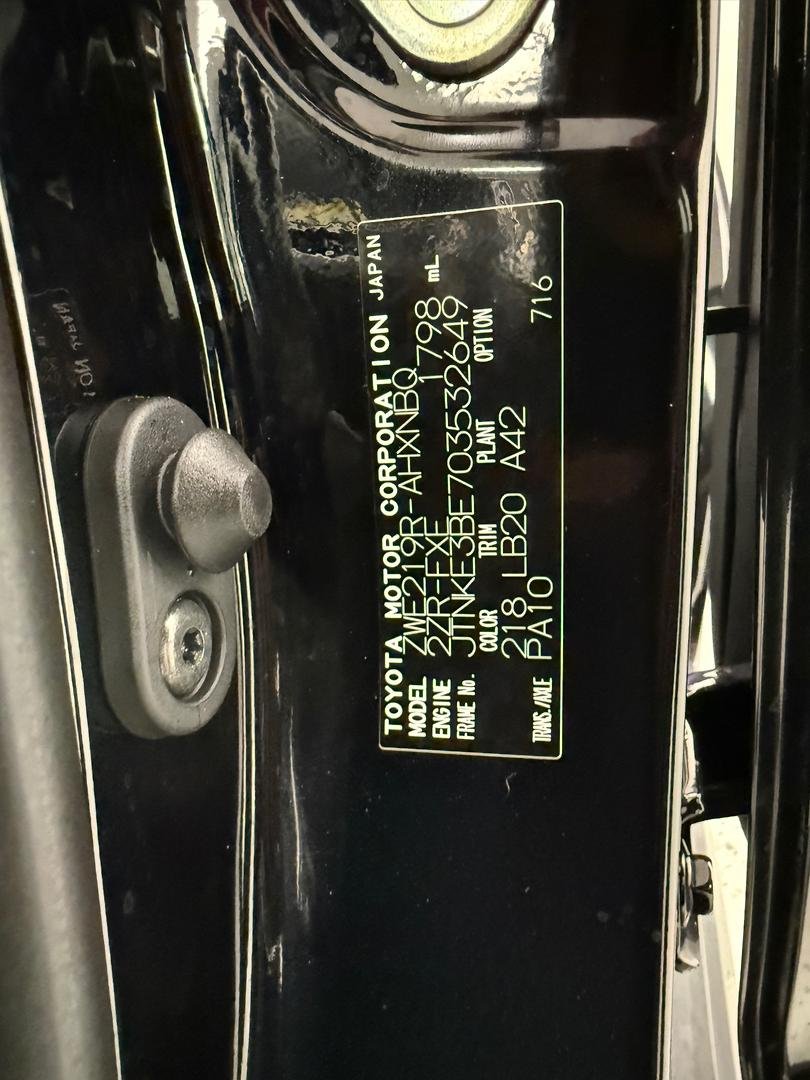 TOYOTA MOTOR CORPORATION JAPAN
MODEL ZWE219R-AHXNBQ
ENGINE 2ZR-FXE 1798 mL
FRAME No. JTNKE3BE703532649
COLOR TRIM PLANT OPTION
218 LB20 A42
TRANS./AXLE PA10 716